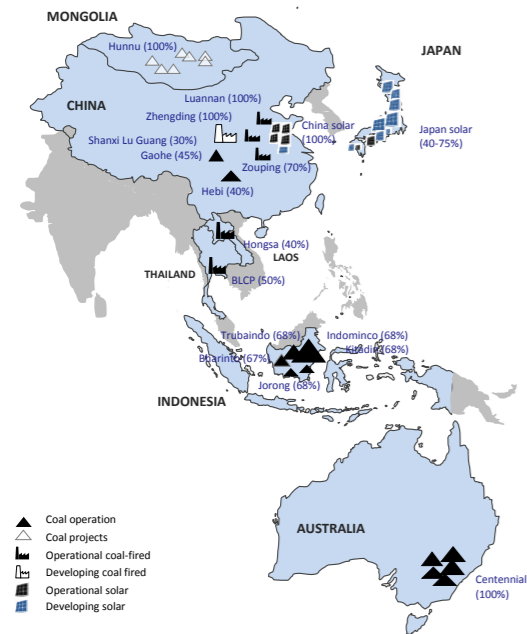 MONGOLIA
Hunnu (100%)
JAPAN
CHINA
Luannan (100%)
Zhengding (100%)
China solar
(100%)
Japan solar
(40-75%)
Shanxi Lu Guang (30%)
Gaohe (45%)
Zouping (70%)
Hebi (40%)
Hongsa (40%)
LAOS
THAILAND
BLCP (50%)
Trubaindo (68%)
Indominco (68%)
Bharinto (67%)
Kitadin (68%)
Jorong (68%)
INDONESIA
AUSTRALIA
Centennial
(100%)
Coal operation
Coal projects
Operational coal-fired
Developing coal fired
Operational solar
Developing solar